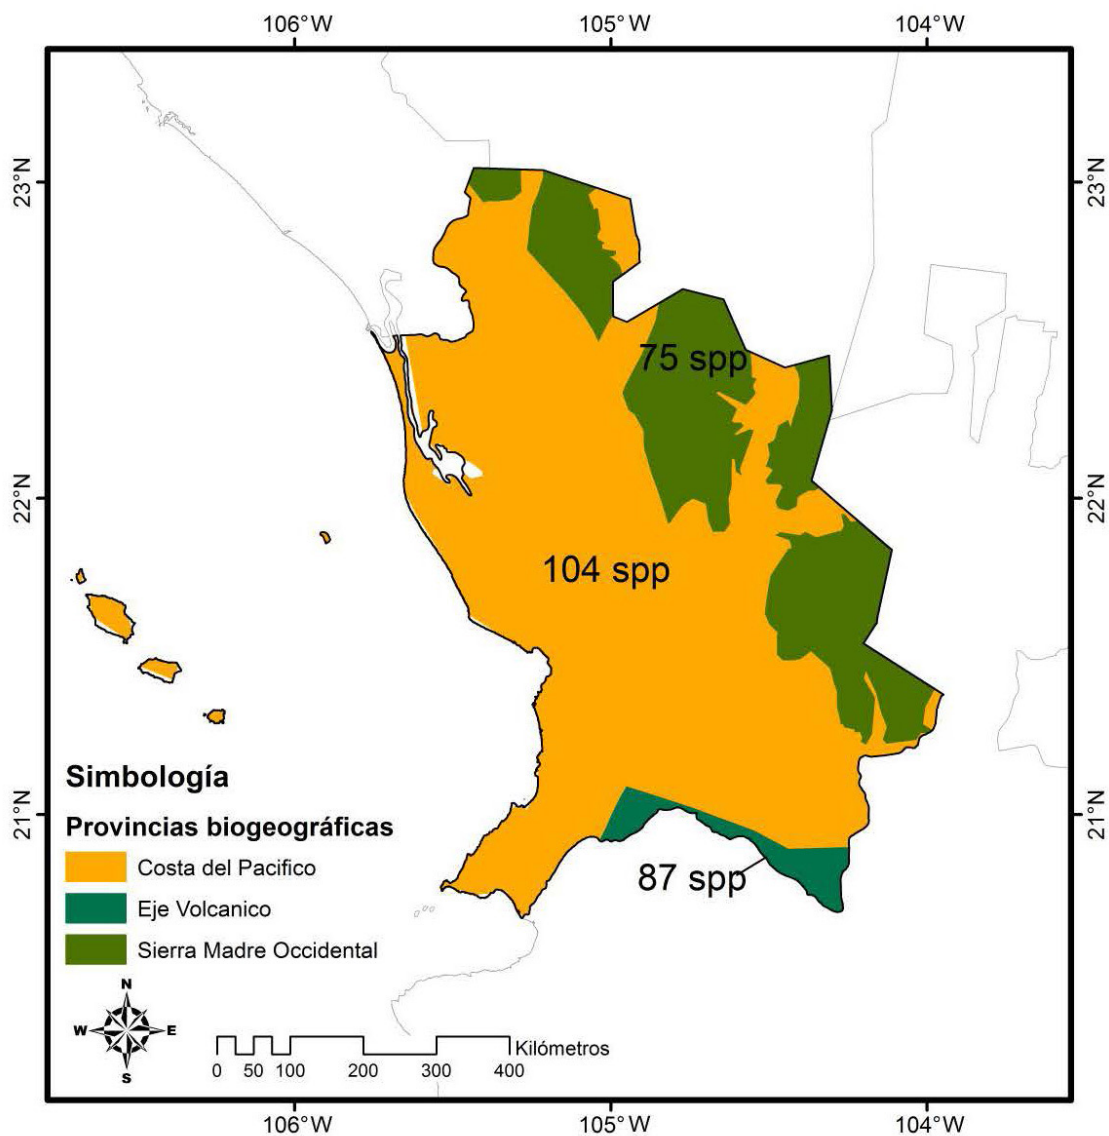 106°W 105°W 104°W
23°N 23°N
75 spp
22°N 22°N
104 spp
21°N 21°N
87 spp
Simbología
Provincias biogeográficas
Costa del Pacifico
Eje Volcanico
Sierra Madre Occidental
N
W E
S
Kilómetros
0 50 100 200 300 400
106°W 105°W 104°W